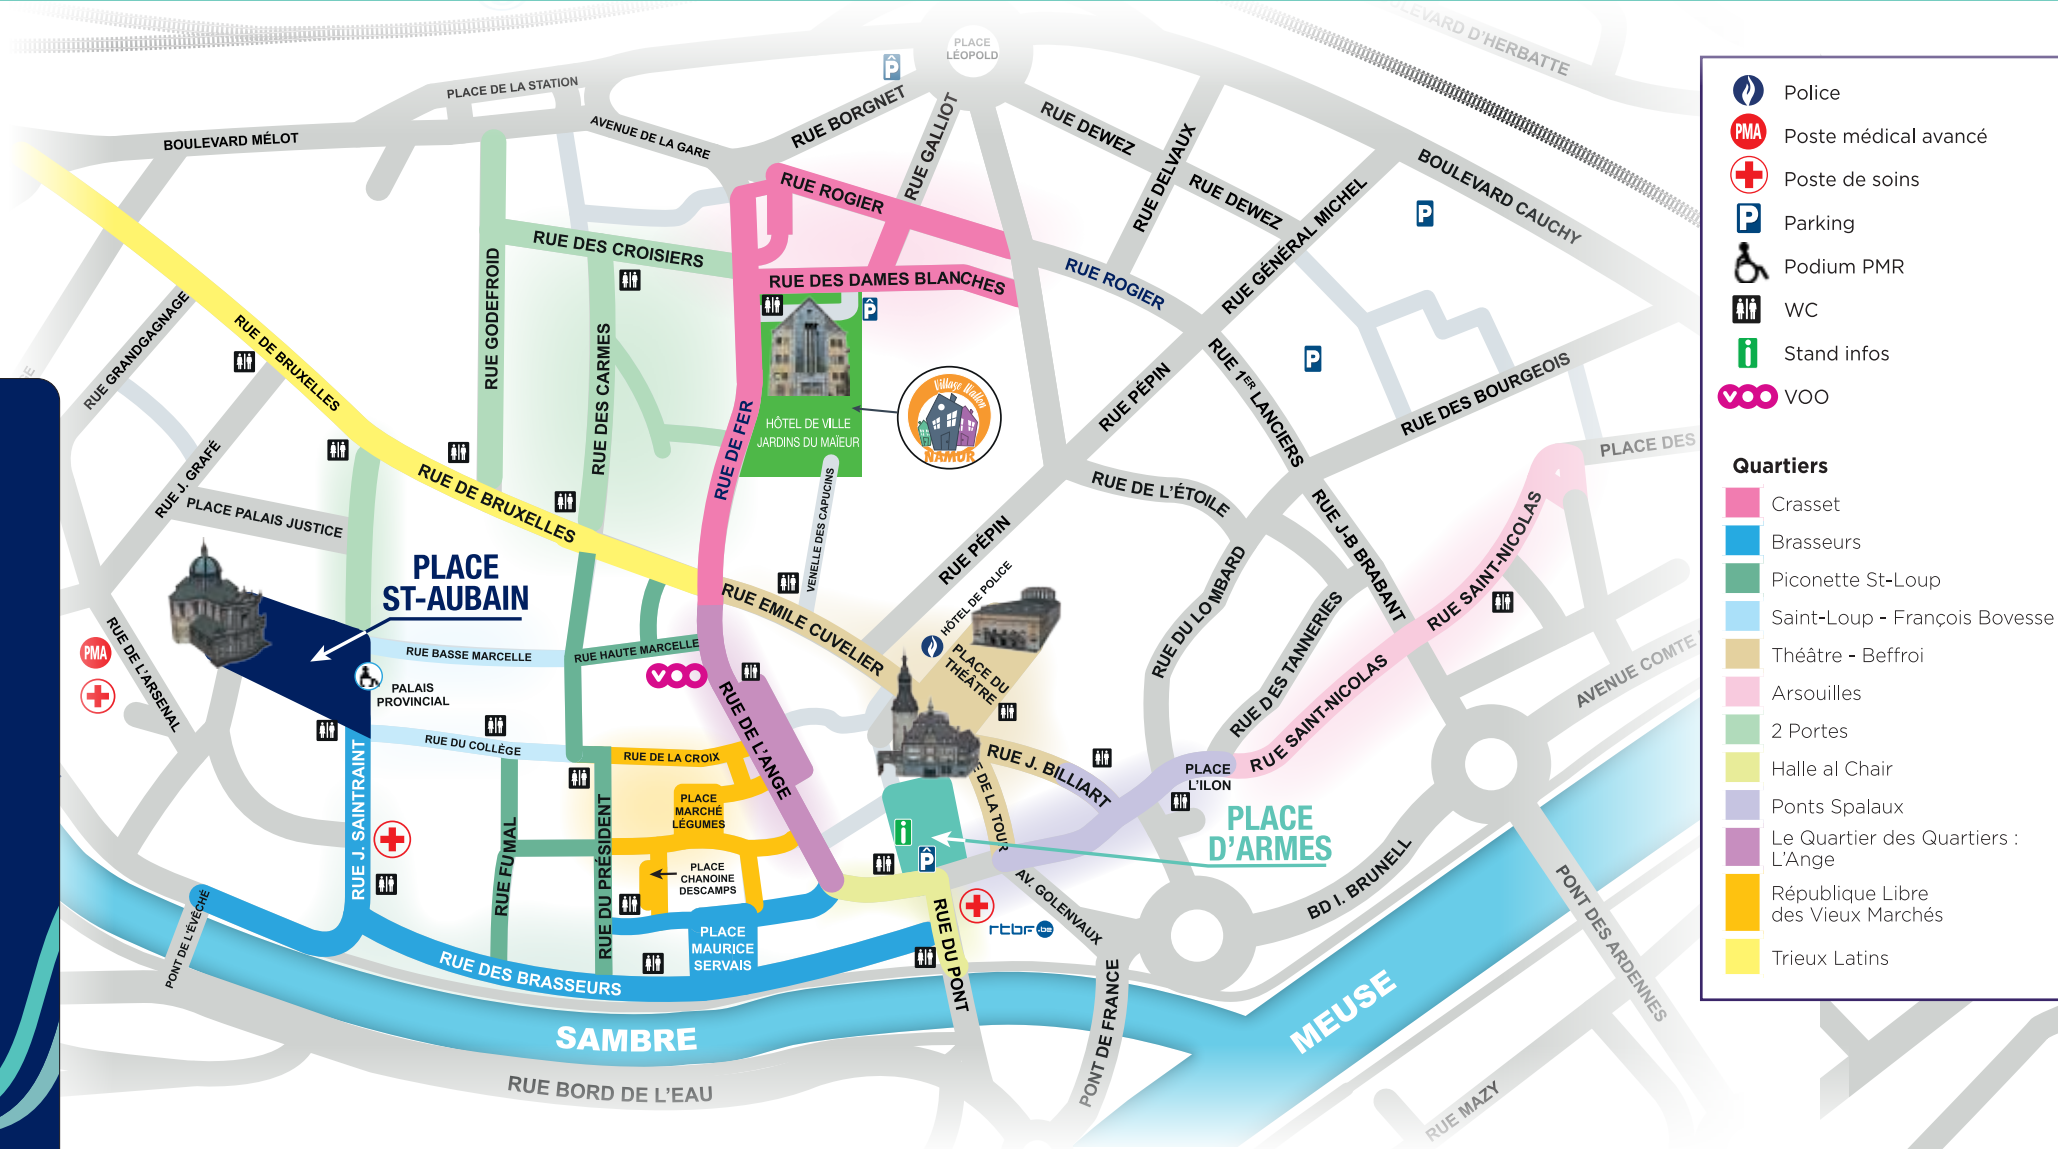 PLACE
LÉOPOLD
BOULEVARD D'HERBATTE
PLACE DE LA STATION
BOULEVARD MÉLOT
AVENUE DE LA GARE
RUE BORGNET
RUE GALLIOT
RUE DEWEZ
RUE DELVAUX
RUE DEWEZ
RUE GÉNÉRAL MICHEL
BOULEVARD CAUCHY
RUE ROGIER
RUE ROGIER
RUE DES CROISIERS
RUE DES DAMES BLANCHES
RUE GODEFROID
RUE DES CARMES
RUE GRANDGAGNAGE
RUE DE BRUXELLES
RUE J. GRAFÉ
PLACE PALAIS JUSTICE
RUE DE BRUXELLES
RUE DE FER
HÔTEL DE VILLE
JARDINS DU MAÏEUR
Village Wallon
NAMUR
VENELLE DES CAPUCINS
RUE PÉPIN
RUE PÉPIN
RUE 1ER LANCIERS
RUE DES BOURGEOIS
PLACE DES
RUE DE L'ÉTOILE
RUE J-B BRABANT
RUE SAINT-NICOLAS
RUE DU LOMBARD
RUE DES TANNERIES
RUE SAINT-NICOLAS
AVENUE COMTE
PLACE
ST-AUBAIN
RUE DE L'ARSENAL
PMA
RUE BASSE MARCELLE
RUE HAUTE MARCELLE
VOO
PALAIS
PROVINCIAL
RUE DU COLLÈGE
RUE EMILE CUVELIER
HÔTEL DE POLICE
PLACE DU
THÉÂTRE
RUE DE L'ANGE
RUE DE LA CROIX
PLACE
MARCHÉ
LÉGUMES
PLACE
CHANOINE
DESCAMPS
RUE J. SAINTRAINT
RUE FUMAL
RUE DU PRÉSIDENT
PLACE
MAURICE
SERVAIS
RUE DES BRASSEURS
PONT DE L'ÉVÊCHÉ
RUE J. BILLIART
E DE LA TOUR
PLACE
L'ILON
PLACE
D'ARMES
i
P
AV. GOLENVAUX
rtbf.be
RUE DU PONT
PONT DE FRANCE
BD I. BRUNELL
PONT DES ARDENNES
SAMBRE
MEUSE
RUE BORD DE L'EAU
RUE MAZY
Police
PMA Poste médical avancé
Poste de soins
P Parking
Podium PMR
WC
i Stand infos
VOO VOO
Quartiers
Crasset
Brasseurs
Piconette St-Loup
Saint-Loup - François Bovesse
Théâtre - Beffroi
Arsouilles
2 Portes
Halle al Chair
Ponts Spalaux
Le Quartier des Quartiers :
L'Ange
République Libre
des Vieux Marchés
Trieux Latins